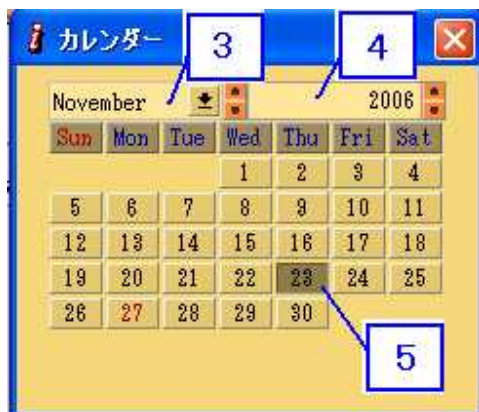 i カレンダー
3
4
November
2006
Sun Mon Tue Wed Thu Fri Sat
1 2 3 4
5 6 7 8 9 10 11
12 13 14 15 16 17 18
19 20 21 22 23 24 25
26 27 28 29 30
5